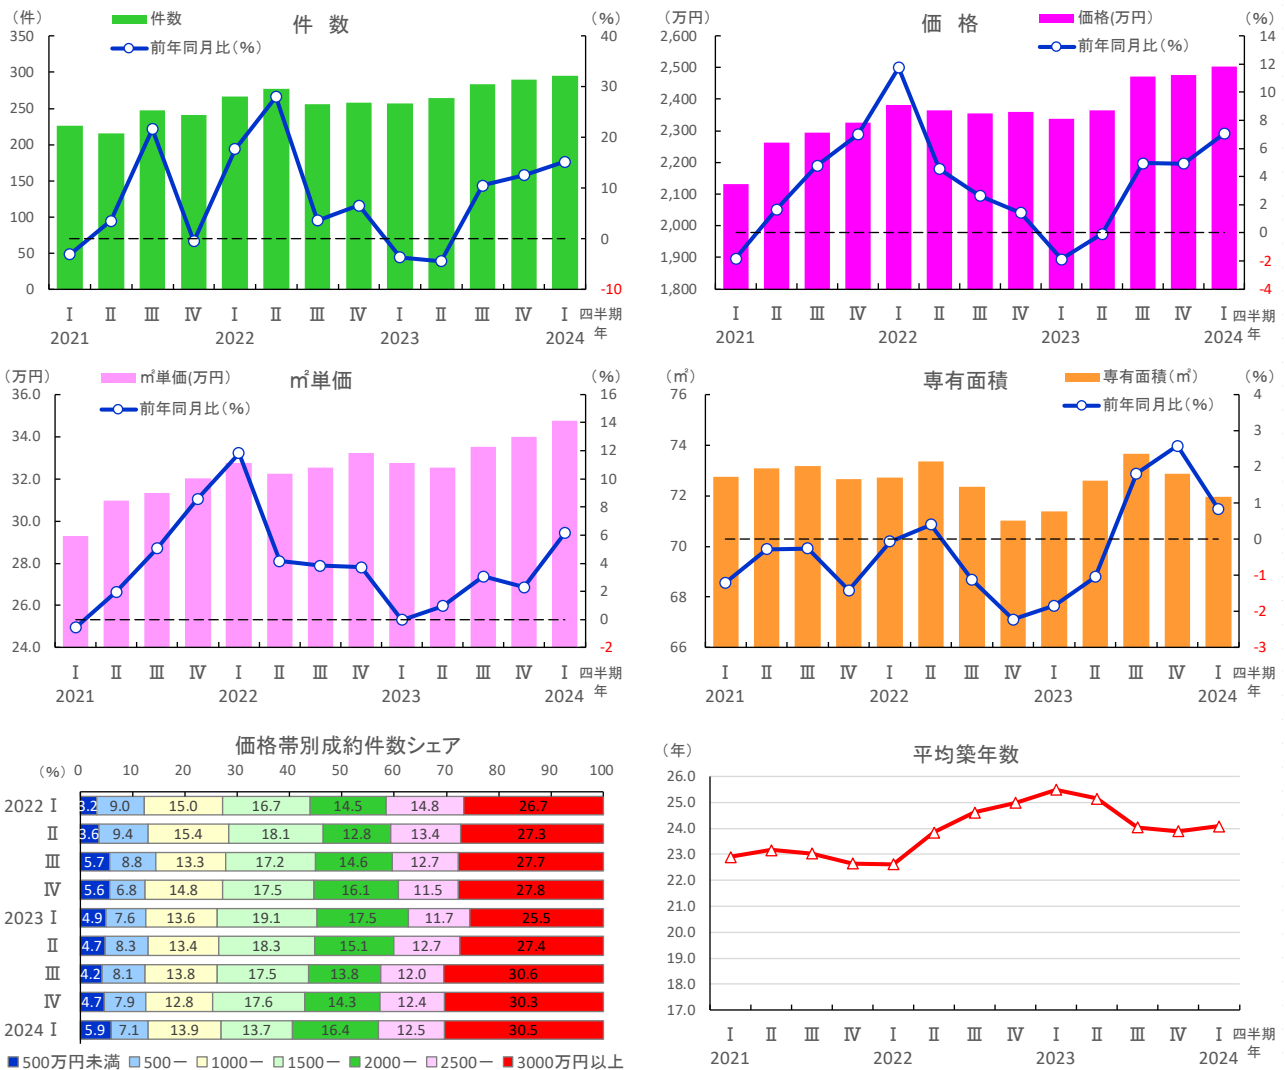 件　数
(件)
(%)
件数
前年同月比(%)
350
300
250
200
150
100
50
0
40
30
20
10
0
-10
Ⅰ Ⅱ Ⅲ Ⅳ Ⅰ Ⅱ Ⅲ Ⅳ Ⅰ Ⅱ Ⅲ Ⅳ Ⅰ 四半期
2021 2022 2023 2024 年
価　格
(万円)
(%)
価格(万円)
前年同月比(%)
2,600
2,500
2,400
2,300
2,200
2,100
2,000
1,900
1,800
14
12
10
8
6
4
2
0
-2
-4
Ⅰ Ⅱ Ⅲ Ⅳ Ⅰ Ⅱ Ⅲ Ⅳ Ⅰ Ⅱ Ⅲ Ⅳ Ⅰ 四半期
2021 2022 2023 2024 年
㎡単価
(万円)
(%)
㎡単価(万円)
前年同月比(%)
36.0
34.0
32.0
30.0
28.0
26.0
24.0
16
14
12
10
8
6
4
2
0
-2
Ⅰ Ⅱ Ⅲ Ⅳ Ⅰ Ⅱ Ⅲ Ⅳ Ⅰ Ⅱ Ⅲ Ⅳ Ⅰ 四半期
2021 2022 2023 2024 年
専有面積
(㎡)
(%)
専有面積(㎡)
前年同月比(%)
76
74
72
70
68
66
4
3
2
1
0
-1
-2
-3
Ⅰ Ⅱ Ⅲ Ⅳ Ⅰ Ⅱ Ⅲ Ⅳ Ⅰ Ⅱ Ⅲ Ⅳ Ⅰ 四半期
2021 2022 2023 2024 年
価格帯別成約件数シェア
(%) 0 10 20 30 40 50 60 70 80 90 100
2022 Ⅰ 3.2 9.0 15.0 16.7 14.5 14.8 26.7
Ⅱ 3.6 9.4 15.4 18.1 12.8 13.4 27.3
Ⅲ 5.7 8.8 13.3 17.2 14.6 12.7 27.7
Ⅳ 5.6 6.8 14.8 17.5 16.1 11.5 27.8
2023 Ⅰ 4.9 7.6 13.6 19.1 17.5 11.7 25.5
Ⅱ 4.7 8.3 13.4 18.3 15.1 12.7 27.4
Ⅲ 4.2 8.1 13.8 17.5 13.8 12.0 30.6
Ⅳ 4.7 7.9 12.8 17.6 14.3 12.4 30.3
2024 Ⅰ 5.9 7.1 13.9 13.7 16.4 12.5 30.5
500万円未満 500ー 1000ー 1500ー 2000ー 2500ー 3000万円以上
平均築年数
(年)
26.0
25.0
24.0
23.0
22.0
21.0
20.0
19.0
18.0
17.0
Ⅰ Ⅱ Ⅲ Ⅳ Ⅰ Ⅱ Ⅲ Ⅳ Ⅰ Ⅱ Ⅲ Ⅳ Ⅰ 四半期
2021 2022 2023 2024 年